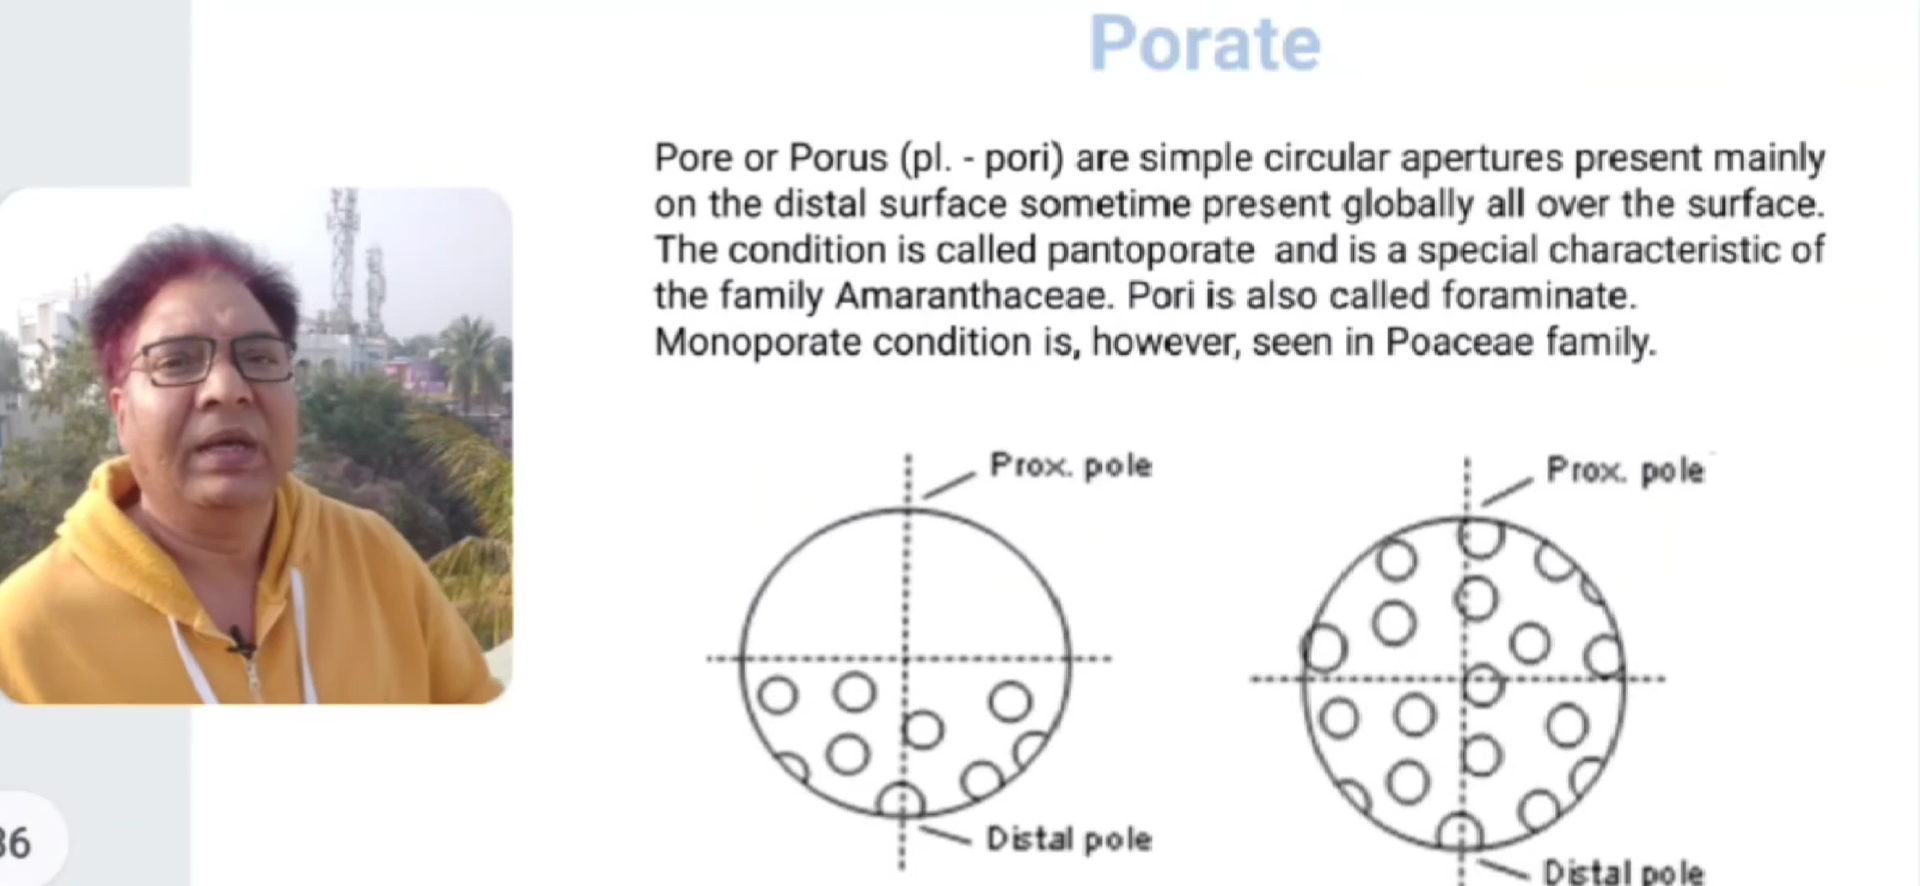 Porate
Pore or Porus (pl. - pori) are simple circular apertures present mainly
on the distal surface sometime present globally all over the surface.
The condition is called pantoporate and is a special characteristic of
the family Amaranthaceae. Pori is also called foraminate.
Monoporate condition is, however, seen in Poaceae family.
Prox. pole
Prox. pole
Distal pole
Distal pole
36